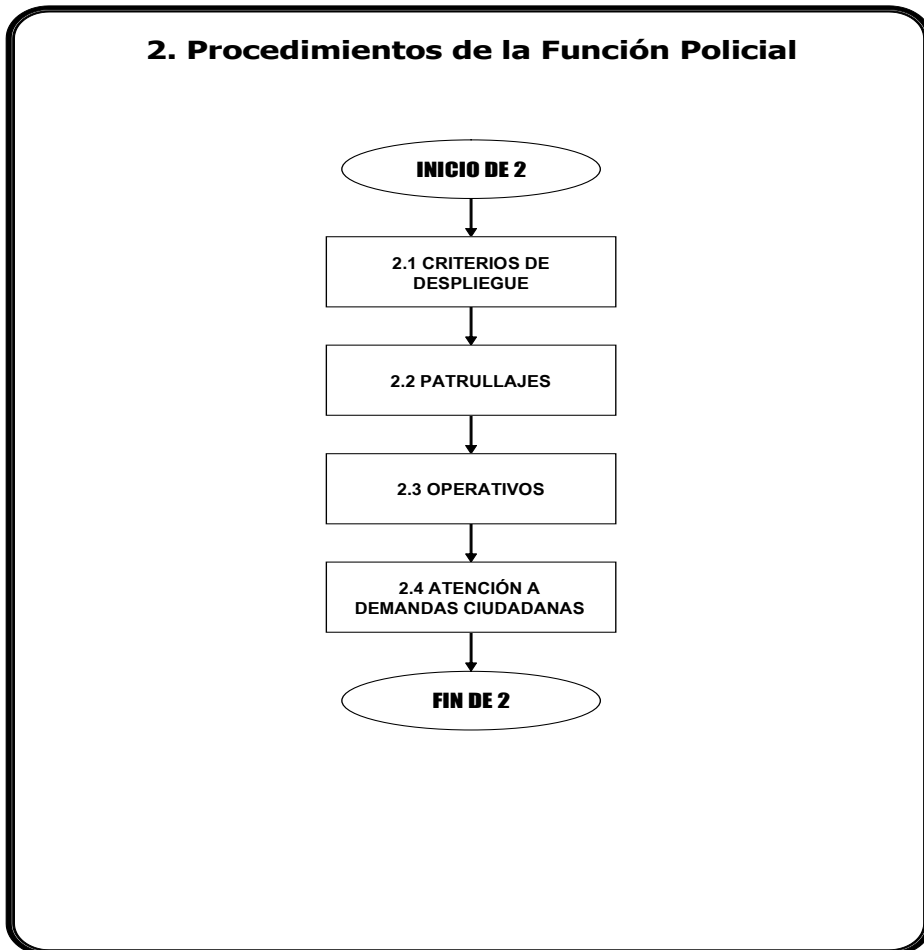 2. Procedimientos de la Función Policial
INICIO DE 2
2.1 CRITERIOS DE
DESPLIEGUE
2.2 PATRULLAJES
2.3 OPERATIVOS
2.4 ATENCIÓN A
DEMANDAS CIUDADANAS
FIN DE 2